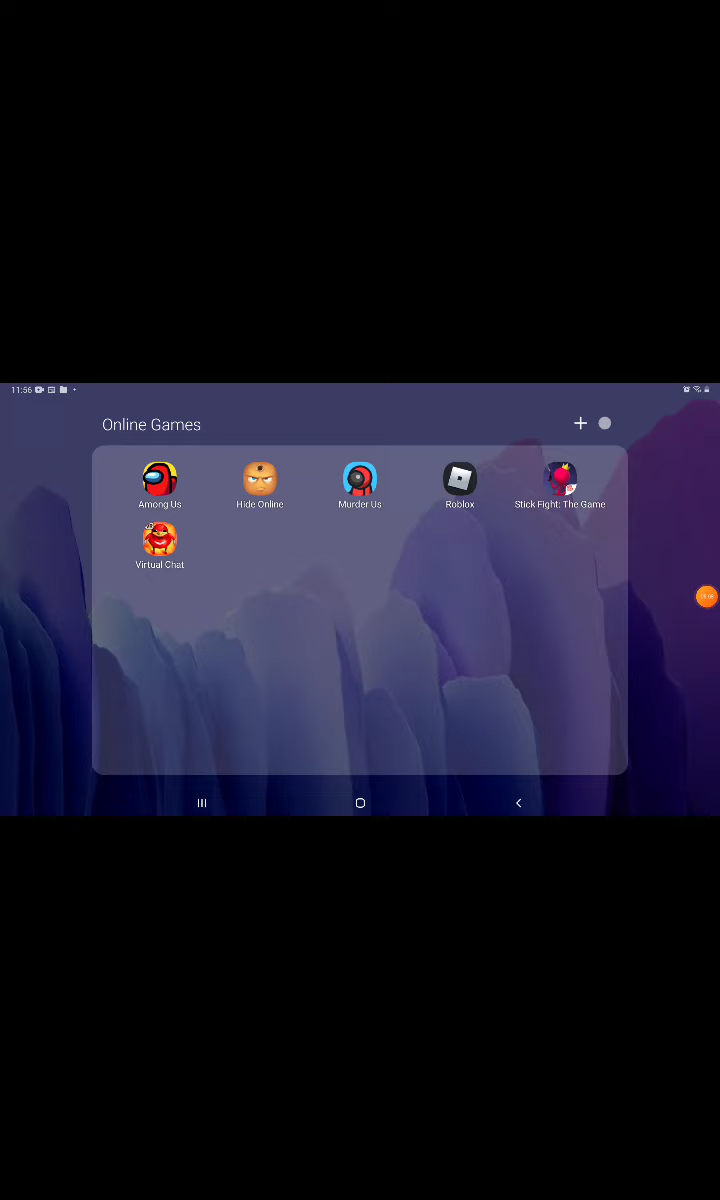 11:56
Online Games
Among Us
Hide Online
Murder Us
Roblox
Stick Fight: The Game
Virtual Chat